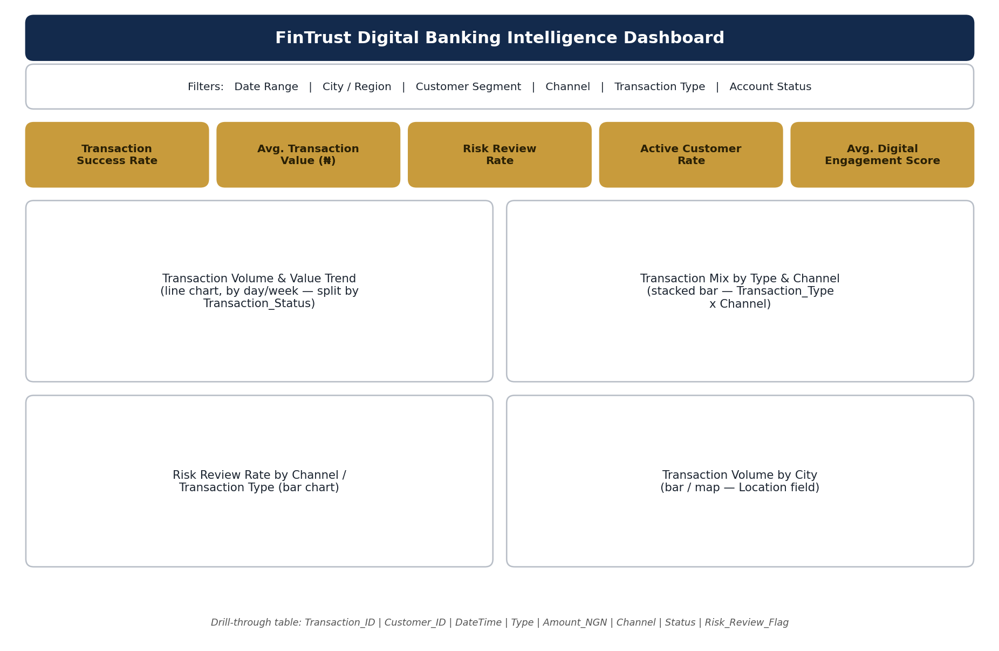 FinTrust Digital Banking Intelligence Dashboard
Filters: Date Range | City / Region | Customer Segment | Channel | Transaction Type | Account Status
Transaction
Success Rate
Avg. Transaction
Value (₦)
Risk Review
Rate
Active Customer
Rate
Avg. Digital
Engagement Score
Transaction Volume & Value Trend
(line chart, by day/week — split by
Transaction_Status)
Transaction Mix by Type & Channel
(stacked bar — Transaction_Type
x Channel)
Risk Review Rate by Channel /
Transaction Type (bar chart)
Transaction Volume by City
(bar / map — Location field)
Drill-through table: Transaction_ID | Customer_ID | DateTime | Type | Amount_NGN | Channel | Status | Risk_Review_Flag